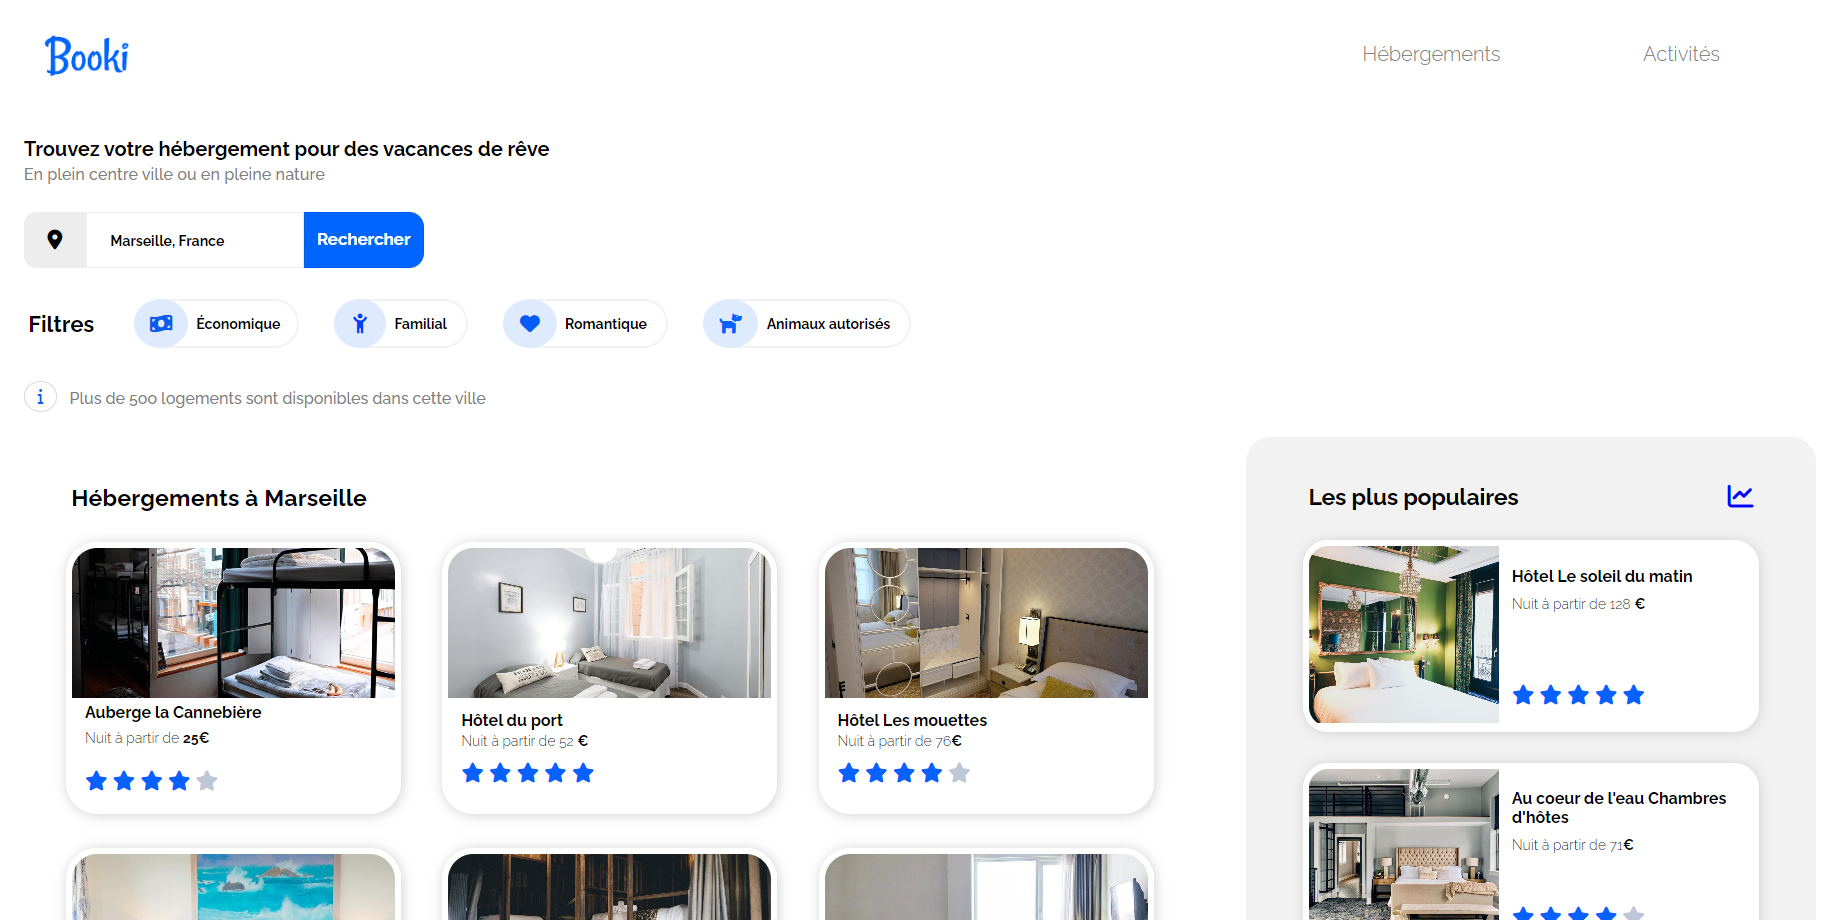 Booki
Hébergements
Activités
Trouvez votre hébergement pour des vacances de rêve
En plein centre ville ou en pleine nature
Marseille, France
Rechercher
Filtres
Économique
Familial
Romantique
Animaux autorisés
i
Plus de 500 logements sont disponibles dans cette ville
Hébergements à Marseille
Auberge la Cannebière
Nuit à partir de 25€
Hôtel du port
Nuit à partir de 52 €
Hôtel Les mouettes
Nuit à partir de 76€
Les plus populaires
Hôtel Le soleil du matin
Nuit à partir de 128 €
Au coeur de l'eau Chambres
d'hôtes
Nuit à partir de 71€